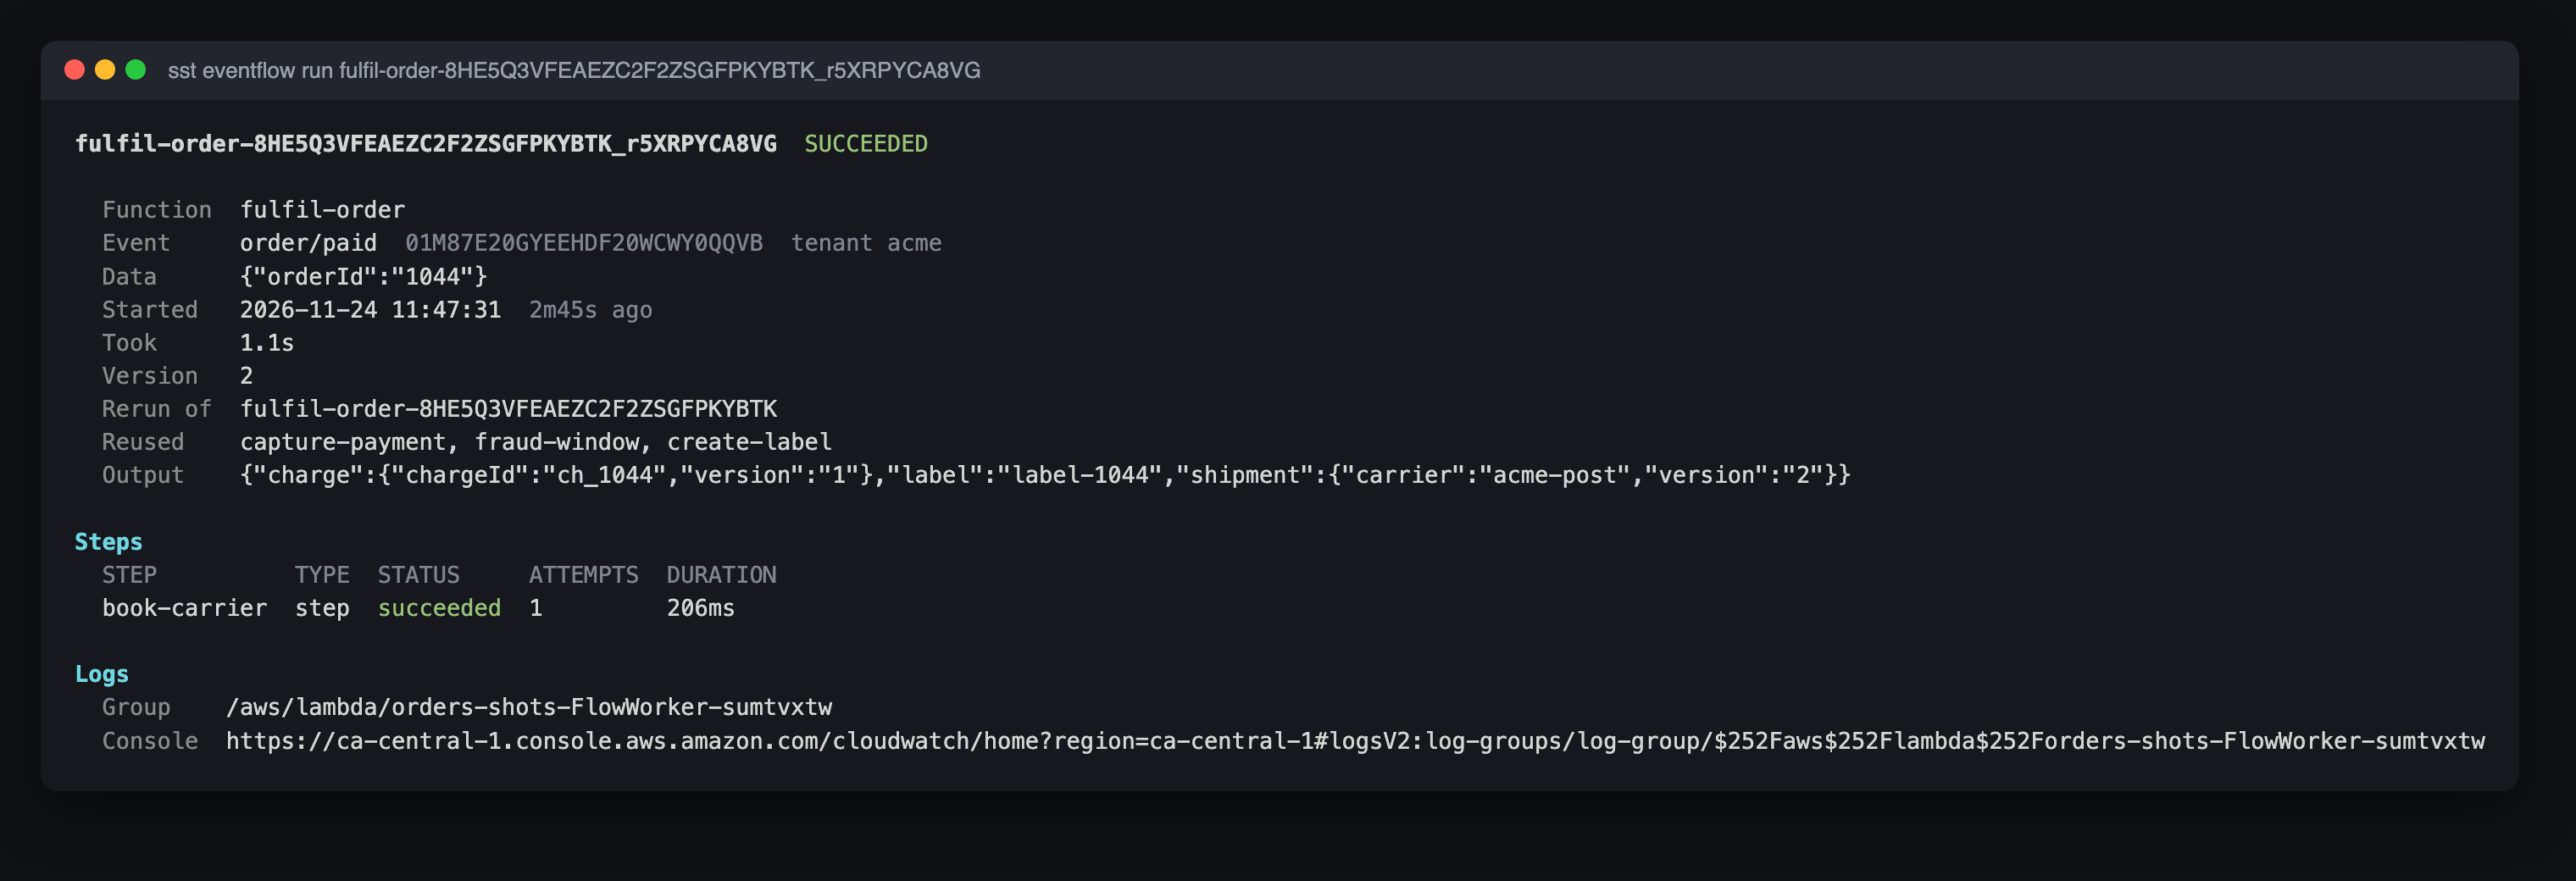 sst eventflow run fulfil-order-8HE5Q3VFEAEZC2F2ZSGFPKYBTK_r5XRPYCA8VG
fulfil-order-8HE5Q3VFEAEZC2F2ZSGFPKYBTK_r5XRPYCA8VG SUCCEEDED
Function fulfil-order
Event order/paid 01M87E20GYEEHDF20WCWY0QQVB tenant acme
Data {"orderId":"1044"}
Started 2026-11-24 11:47:31 2m45s ago
Took 1.1s
Version 2
Rerun of fulfil-order-8HE5Q3VFEAEZC2F2ZSGFPKYBTK
Reused capture-payment, fraud-window, create-label
Output {"charge":{"chargeId":"ch_1044","version":"1"},"label":"label-1044","shipment":{"carrier":"acme-post","version":"2"}}
Steps
STEP TYPE STATUS ATTEMPTS DURATION
book-carrier step succeeded 1 206ms
Logs
Group /aws/lambda/orders-shots-FlowWorker-sumtvxtw
Console https://ca-central-1.console.aws.amazon.com/cloudwatch/home?region=ca-central-1#logsV2:log-groups/log-group/$252Faws$252Flambda$252Forders-shots-FlowWorker-sumtvxtw